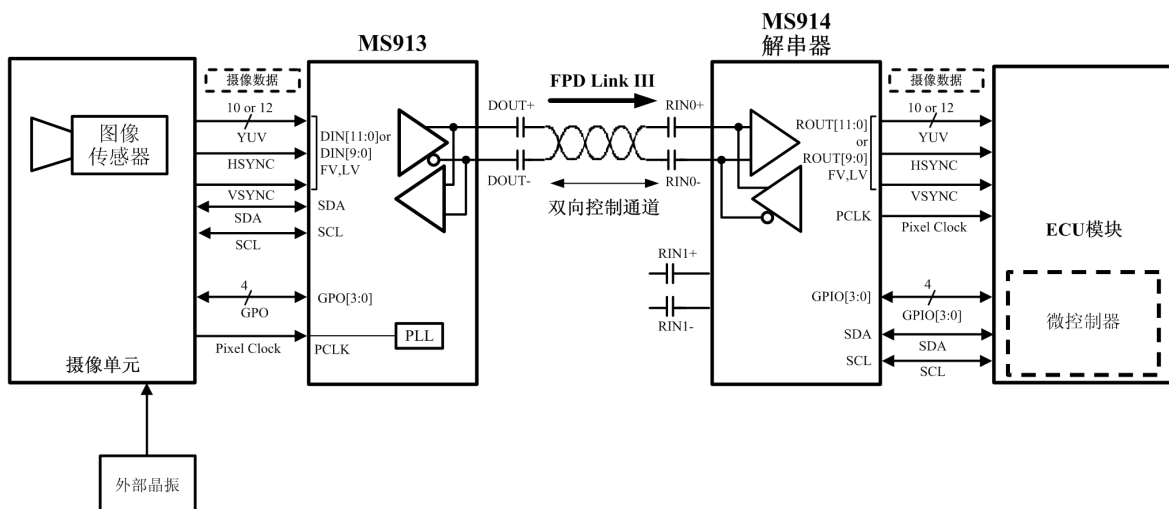 MS913
MS914
解串器
摄像数据
FPD Link III
摄像数据
图像
传感器
10 or 12
YUV
HSYNC
VSYNC
SDA
SCL
4
GPO
Pixel Clock
摄像单元
外部晶振
DIN[11:0]or
DIN[9:0]
FV,LV
SDA
SCL
GPO[3:0]
PCLK
PLL
DOUT+
DOUT-
RIN0+
RIN0-
双向控制通道
RIN1+
RIN1-
ROUT[11:0]
or
ROUT[9:0]
FV,LV
PCLK
GPIO[3:0]
SDA
SCL
10 or 12
YUV
HSYNC
VSYNC
Pixel Clock
4
GPIO[3:0]
SDA
SCL
ECU模块
微控制器